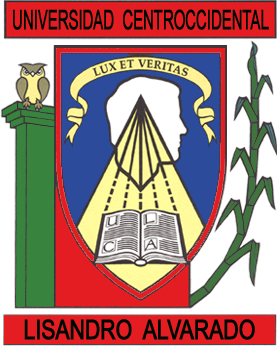 UNIVERSIDAD CENTROCCIDENTAL
LUX ET VERITAS
U L
C A
LISANDRO ALVARADO